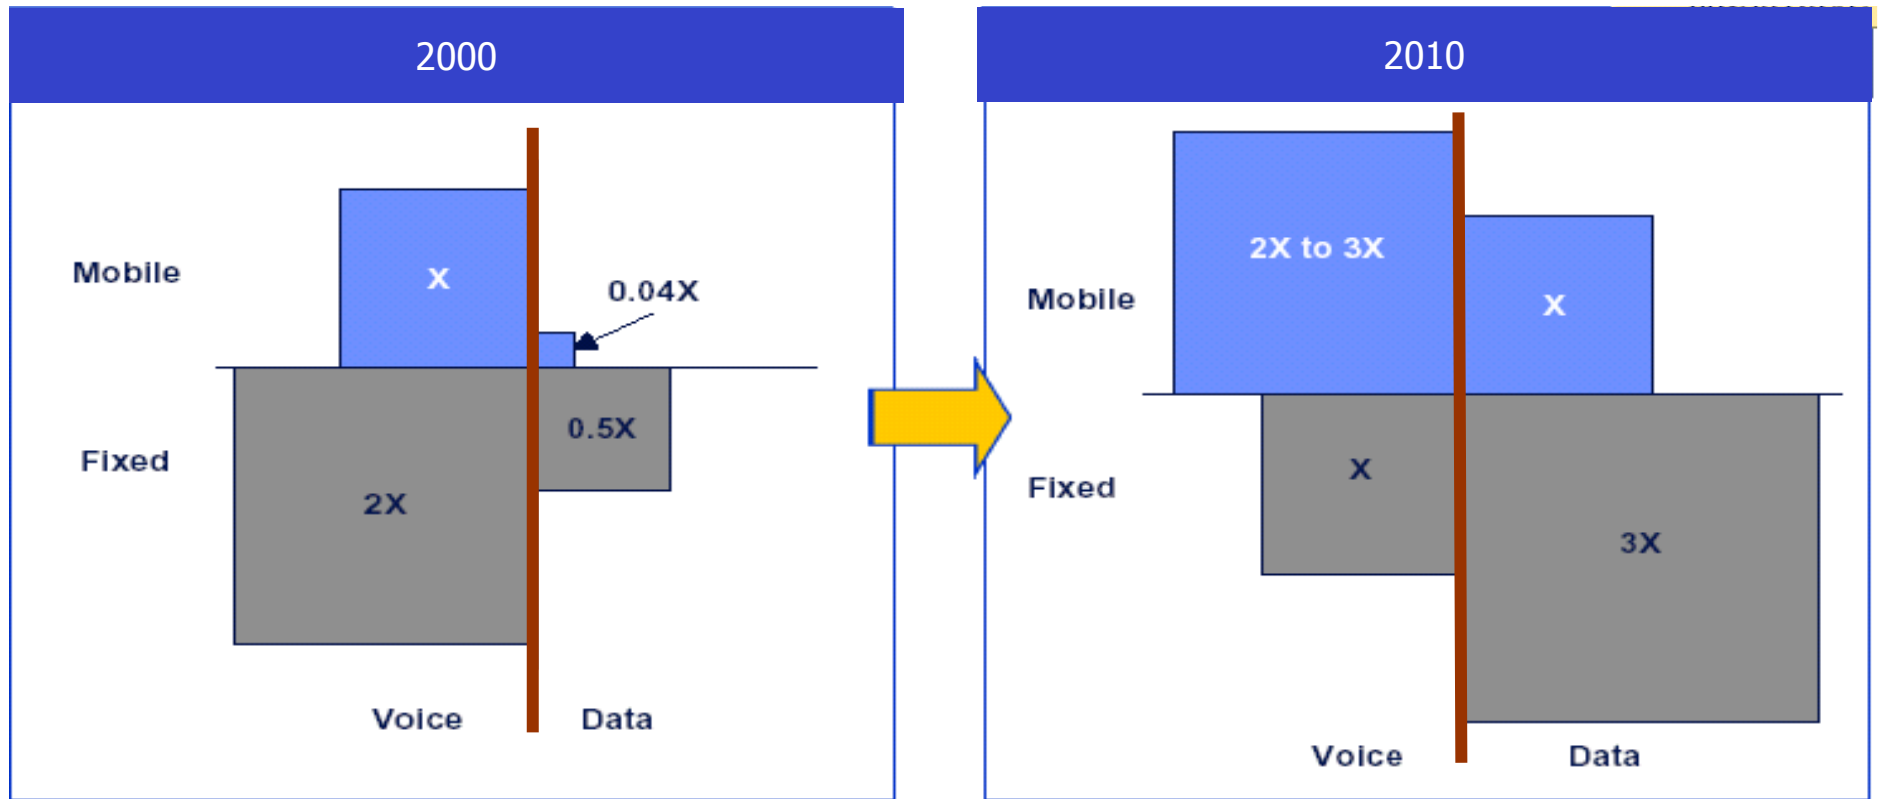 2000
Mobile
X
0.04X
Fixed
0.5X
2X
Voice Data
2010
2X to 3X
Mobile
X
Fixed
X
3X
Voice Data